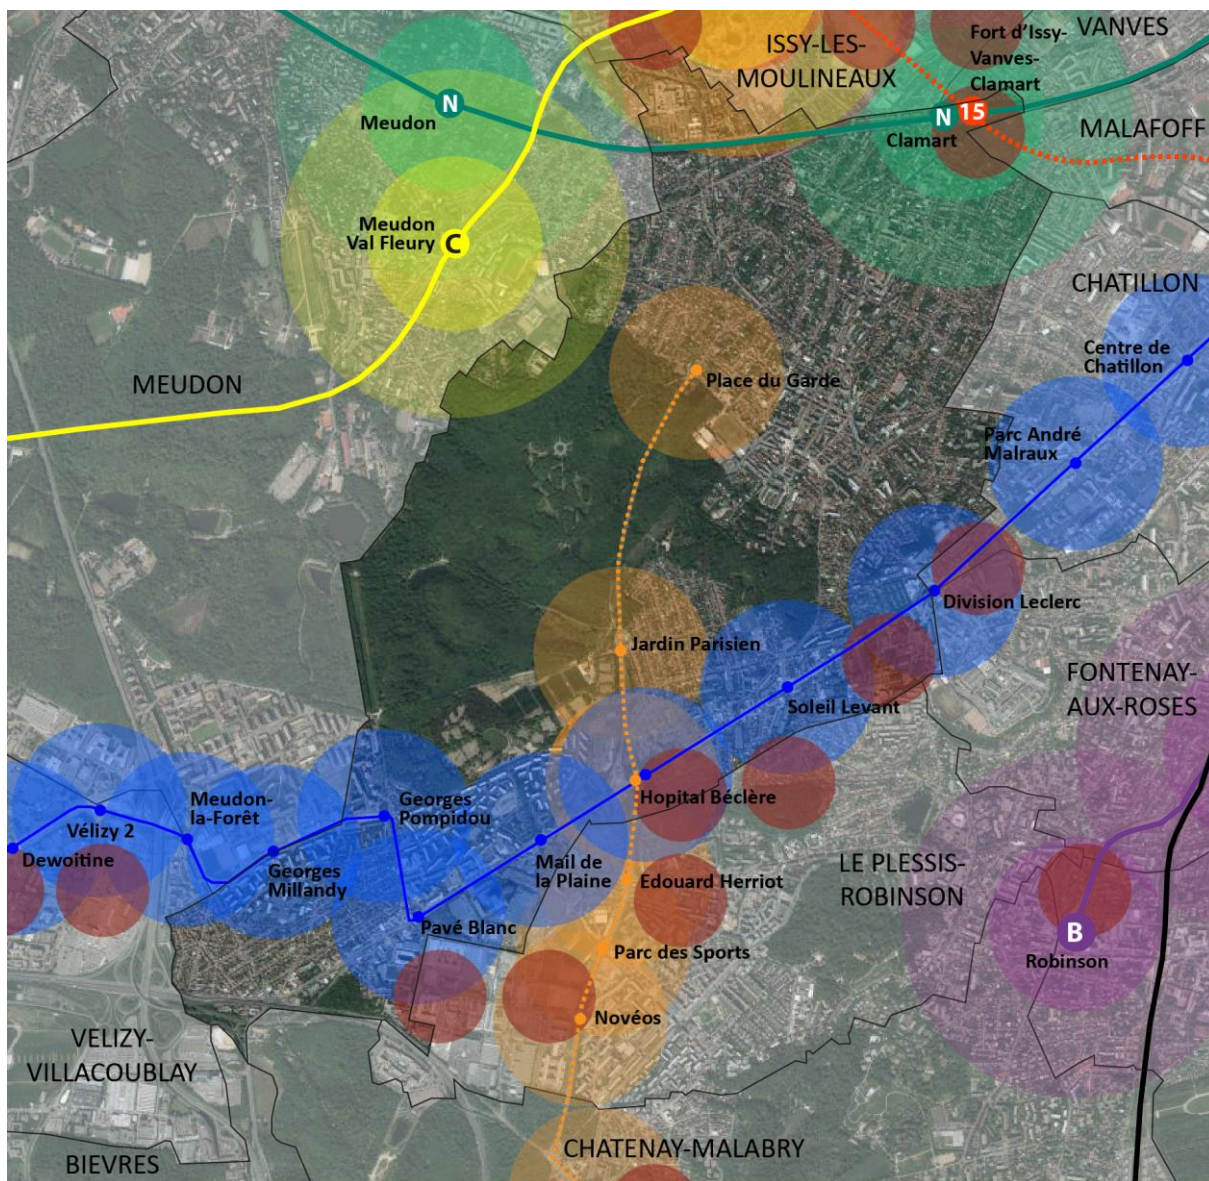 VANVES
Fort d'Issy-
Vanves-
Clamart
ISSY-LES-
MOULINEAUX
N
Meudon
N
15
Clamart
MALAFOFF
Meudon
Val Fleury
C
CHATILLON
Centre de
Chatillon
MEUDON
Place du Garde
Parc André
Malraux
Division Leclerc
Jardin Parisien
FONTENAY-
AUX-ROSES
Soleil Levant
Hopital Béclère
Meudon-
la-Forêt
Georges
Pompidou
Vélizy 2
Dewoitine
Georges
Millandy
Mail de
la Plaine
Edouard Herriot
LE PLESSIS-
ROBINSON
Pavé Blanc
Parc des Sports
B
Robinson
Novéos
VELIZY-
VILLACOUBLAY
CHATENAY-MALABRY
BIEVRES